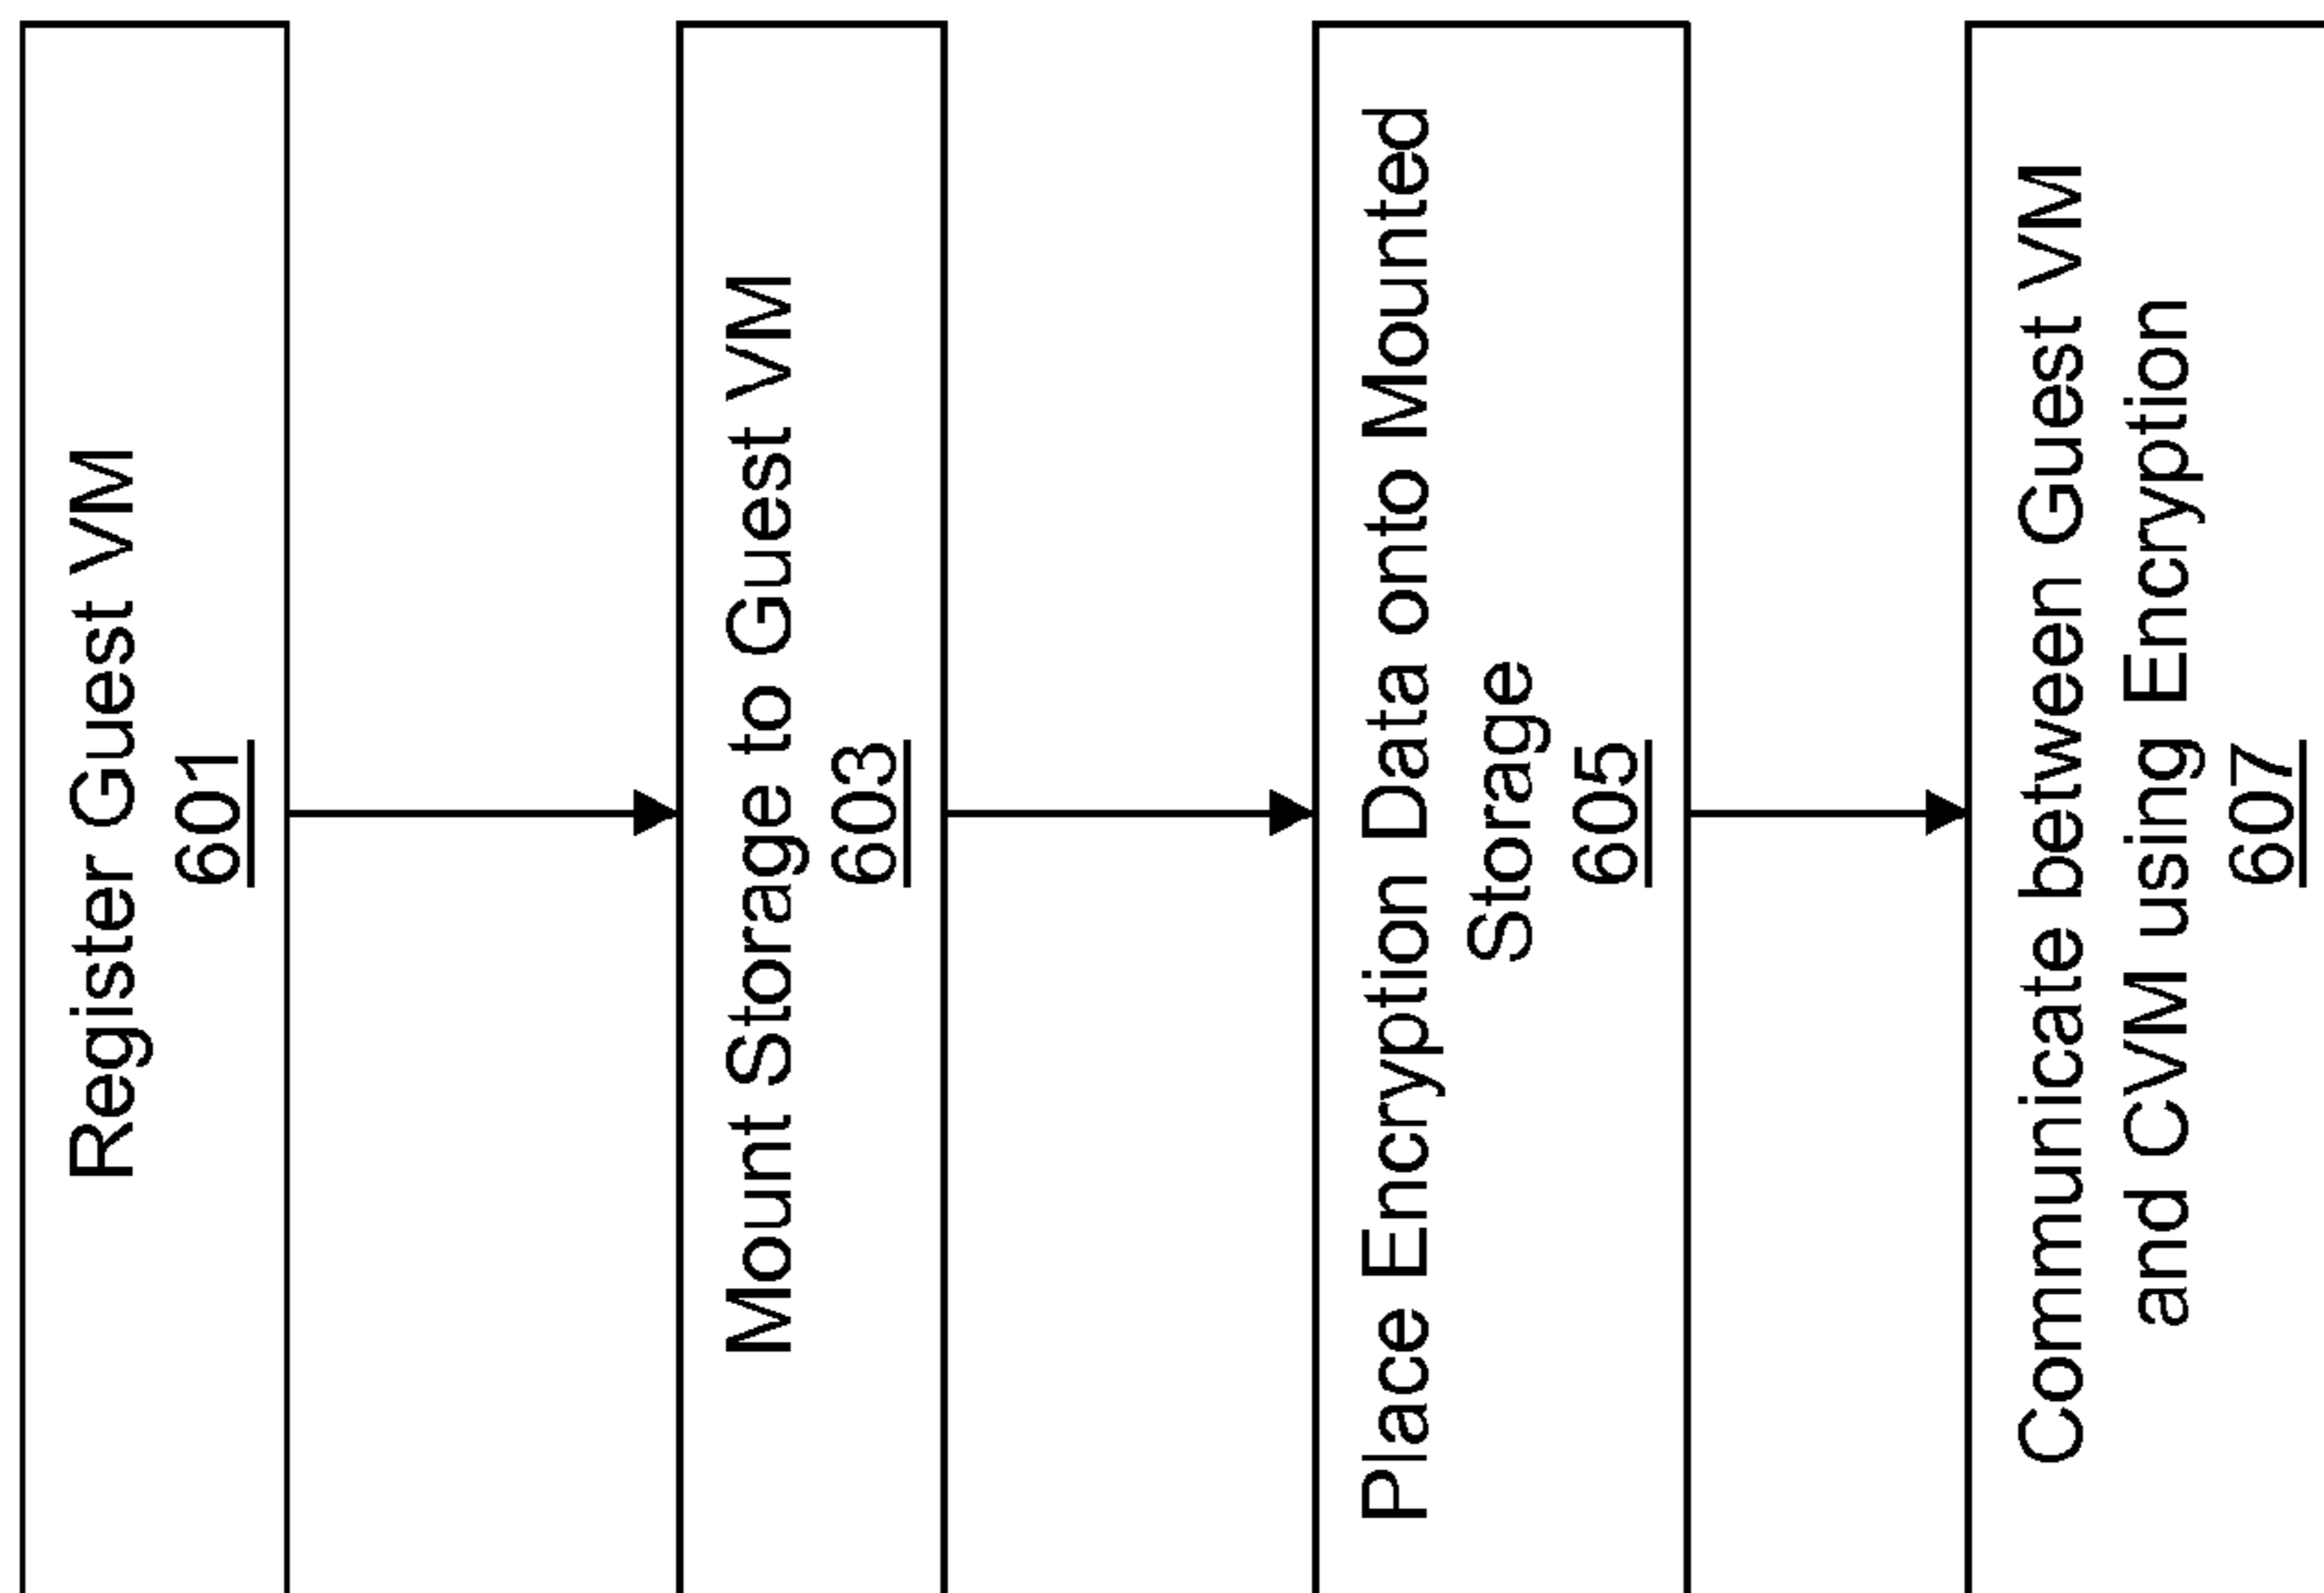 Register Guest VM
601
Mount Storage to Guest VM
603
Place Encryption Data onto Mounted
Storage
605
Communicate between Guest VM
and CVM using Encryption
607